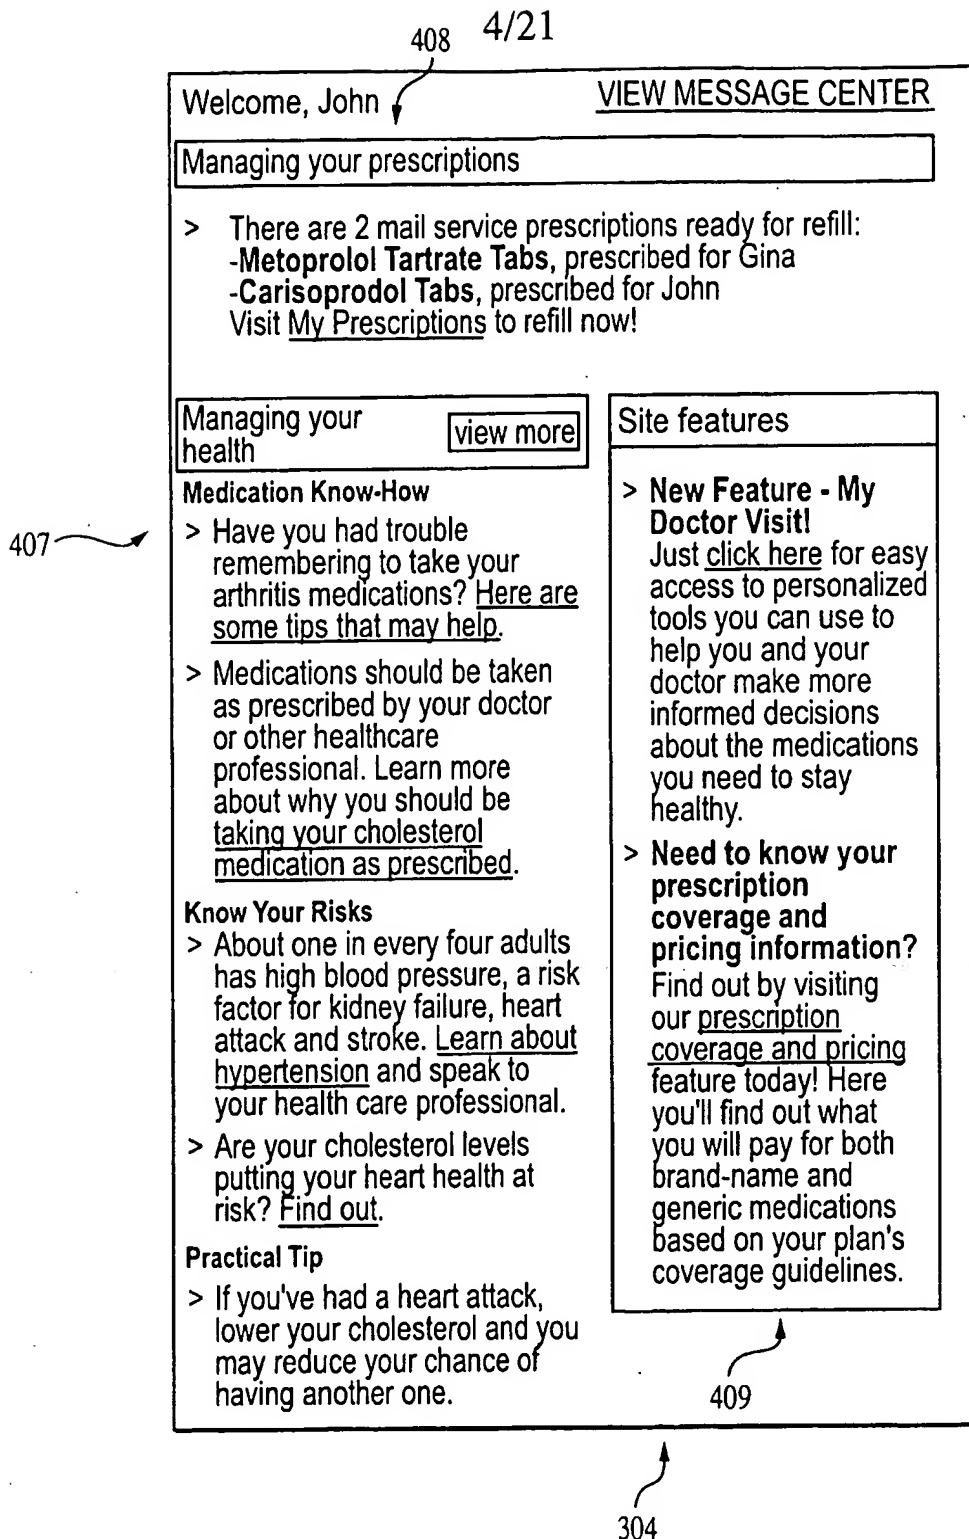 4/21
408
Welcome, John
VIEW MESSAGE CENTER
Managing your prescriptions
> There are 2 mail service prescriptions ready for refill:
-Metoprolol Tartrate Tabs, prescribed for Gina
-Carisoprodol Tabs, prescribed for John
Visit My Prescriptions to refill now!
Managing your
health
view more
407
Medication Know-How
> Have you had trouble
remembering to take your
arthritis medications? Here are
some tips that may help.
> Medications should be taken
as prescribed by your doctor
or other healthcare
professional. Learn more
about why you should be
taking your cholesterol
medication as prescribed.
Know Your Risks
> About one in every four adults
has high blood pressure, a risk
factor for kidney failure, heart
attack and stroke. Learn about
hypertension and speak to
your health care professional.
> Are your cholesterol levels
putting your heart health at
risk? Find out.
Practical Tip
> If you've had a heart attack,
lower your cholesterol and you
may reduce your chance of
having another one.
Site features
> New Feature - My
Doctor Visit!
Just click here for easy
access to personalized
tools you can use to
help you and your
doctor make more
informed decisions
about the medications
you need to stay
healthy.
> Need to know your
prescription
coverage and
pricing information?
Find out by visiting
our prescription
coverage and pricing
feature today! Here
you'll find out what
you will pay for both
brand-name and
generic medications
based on your plan's
coverage guidelines.
409
304